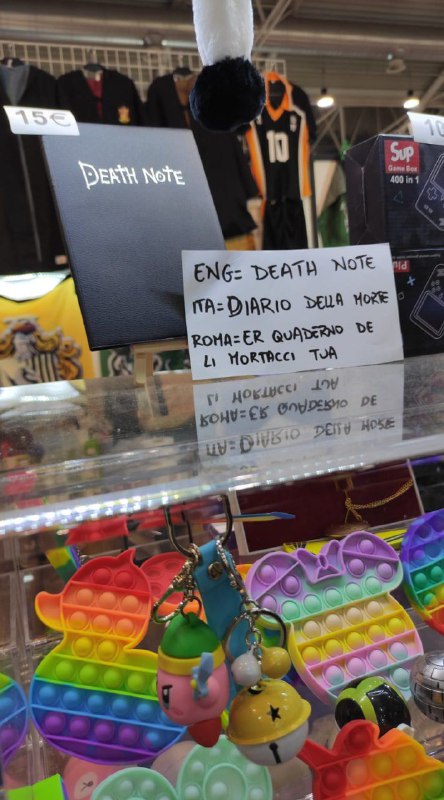 15€
DEATH NOTE
10
Sup
Game Box
400 in 1
ENG= DEATH NOTE
ITA= DIARIO DELLA MORTE
ROMA= ER QUADERNO DE
LI MORTACCI TUA